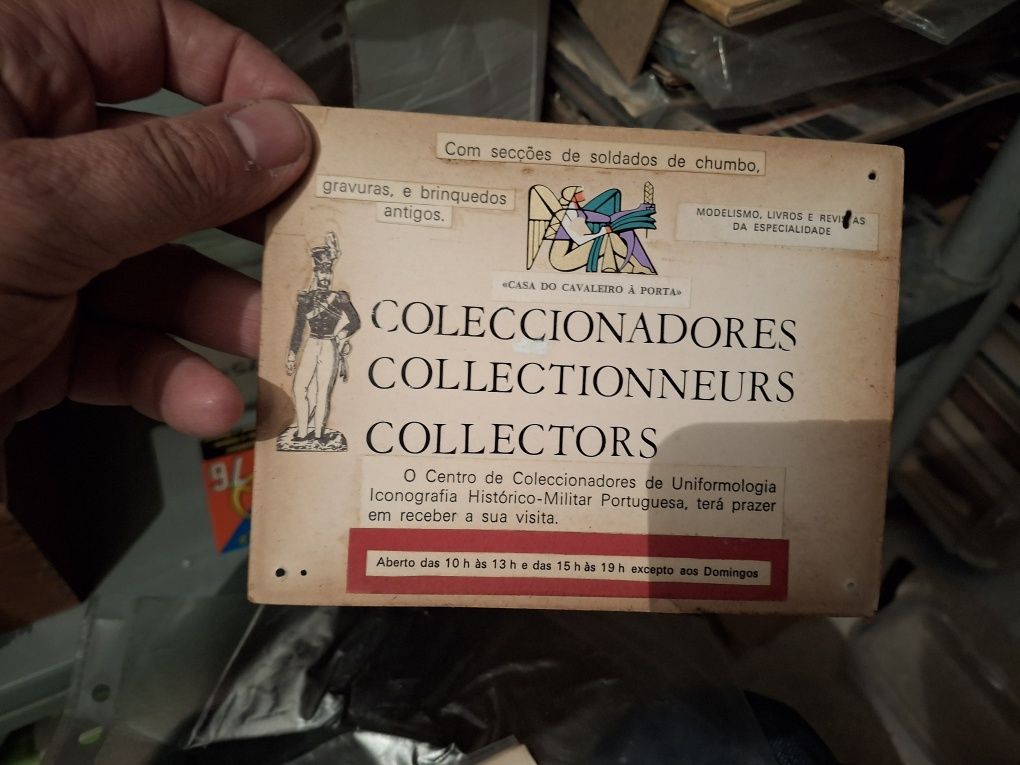 Com secções de soldados de chumbo,
gravuras, e brinquedos
antigos.
MODELISMO, LIVROS E REVISTAS
DA ESPECIALIDADE
«CASA DO CAVALEIRO À PORTA»
COLECCIONADORES
COLLECTIONNEURS
COLLECTORS
O Centro de Coleccionadores de Uniformologia
Iconografia Histórico-Militar Portuguesa, terá prazer
em receber a sua visita.
Aberto das 10 h às 13 h e das 15 h às 19 h excepto aos Domingos
76